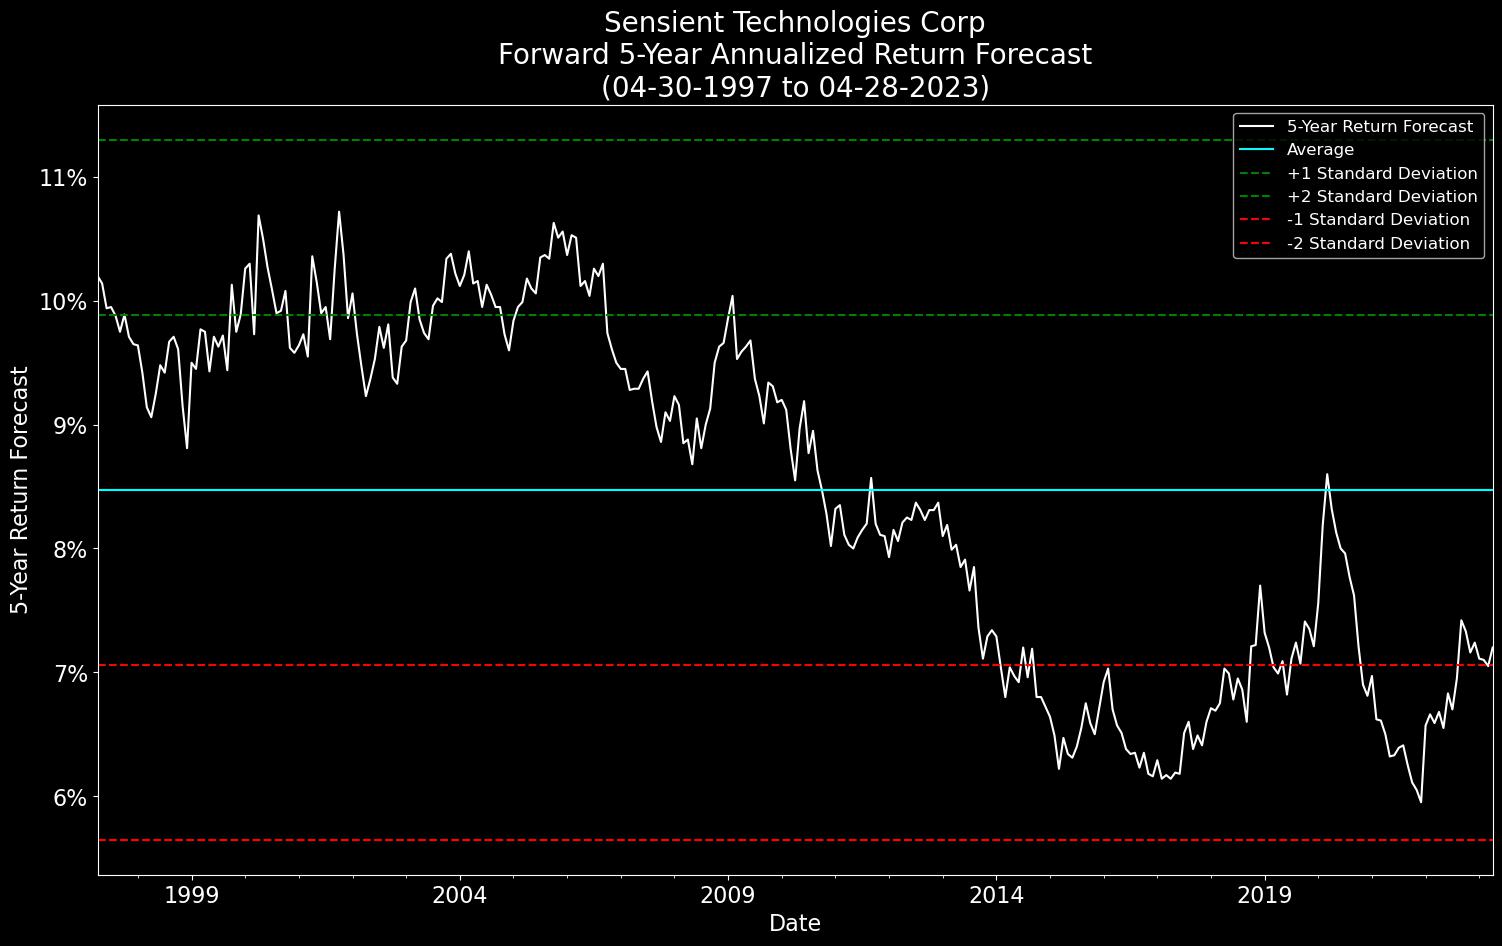 Sensient Technologies Corp
Forward 5-Year Annualized Return Forecast
(04-30-1997 to 04-28-2023)
5-Year Return Forecast
Average
+1 Standard Deviation
+2 Standard Deviation
-1 Standard Deviation
-2 Standard Deviation
11%
10%
9%
8%
7%
6%
5-Year Return Forecast
1999
2004
2009
2014
2019
Date